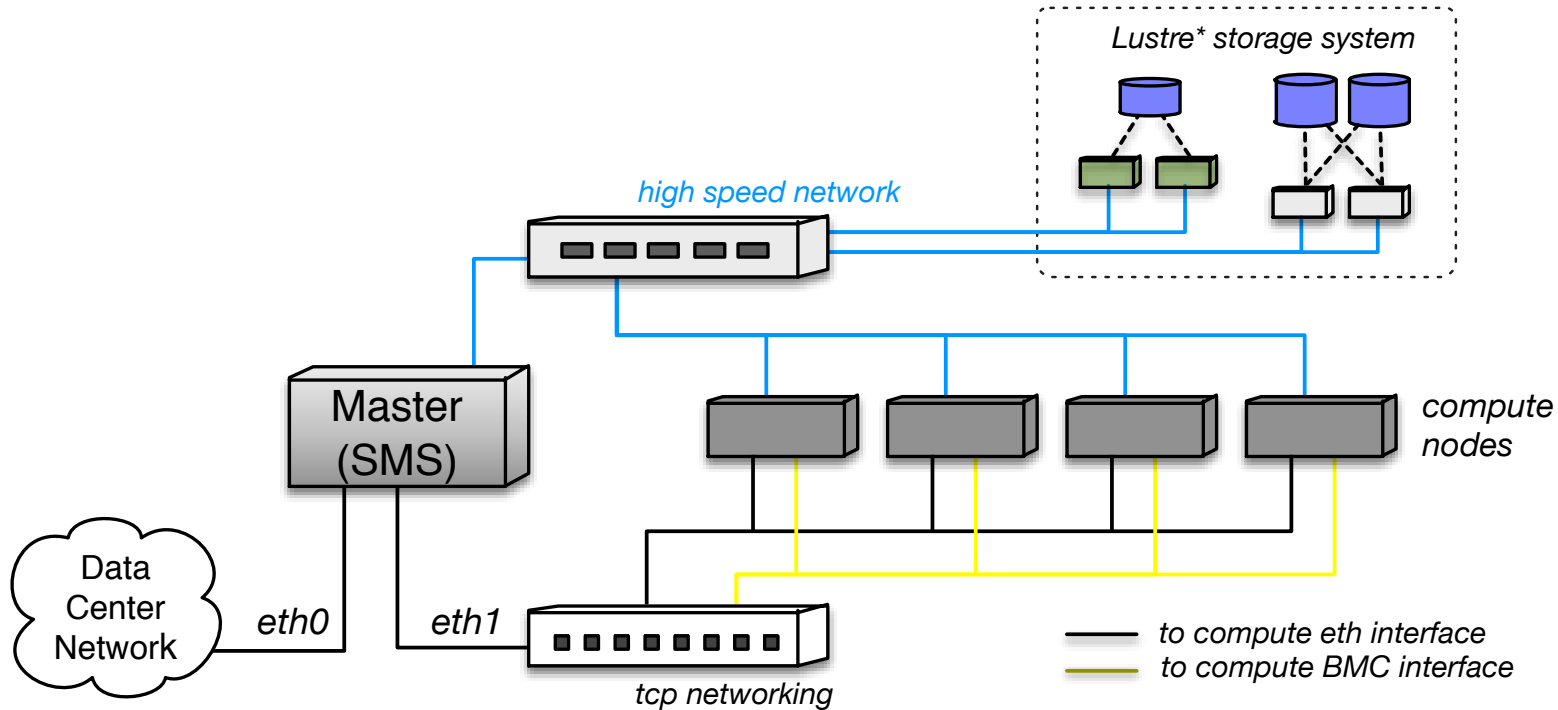 Lustre* storage system
high speed network
Master
(SMS)
compute
nodes
Data
Center
Network
eth0
eth1
to compute eth interface
to compute BMC interface
tcp networking